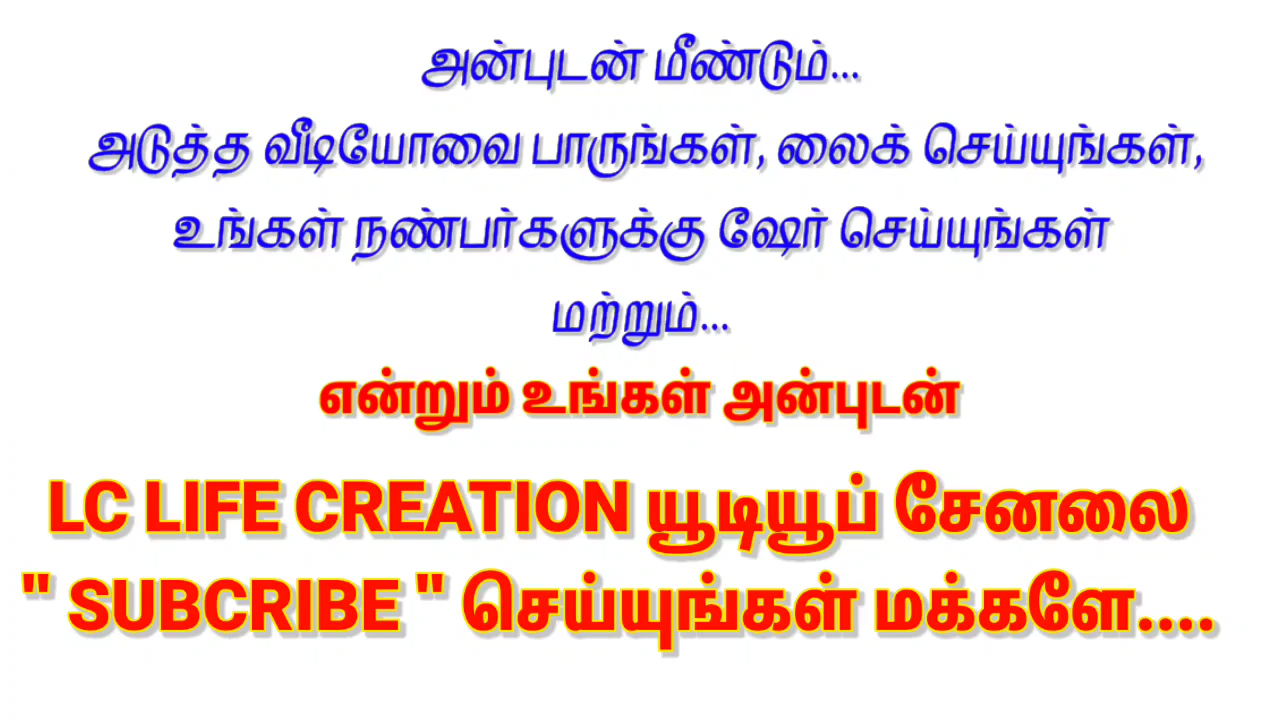 அன்புடன் மீண்டும்...
அடுத்த வீடியோவை பாருங்கள், லைக் செய்யுங்கள்,
உங்கள் நண்பர்களுக்கு ஷேர் செய்யுங்கள்
மற்றும்...
என்றும் உங்கள் அன்புடன்
LC LIFE CREATION யூடியூப் சேனலை
" SUBCRIBE " செய்யுங்கள் மக்களே....